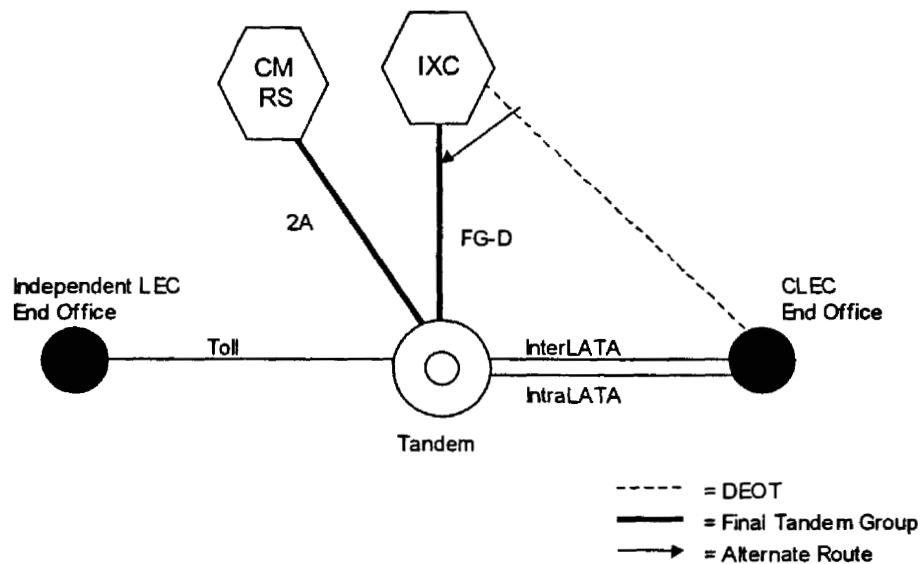 CM
RS
IXC
2A
FG-D
Independent LEC
End Office
CLEC
End Office
Toll
InterLATA
IntraLATA
Tandem
= DEOT
= Final Tandem Group
= Alternate Route